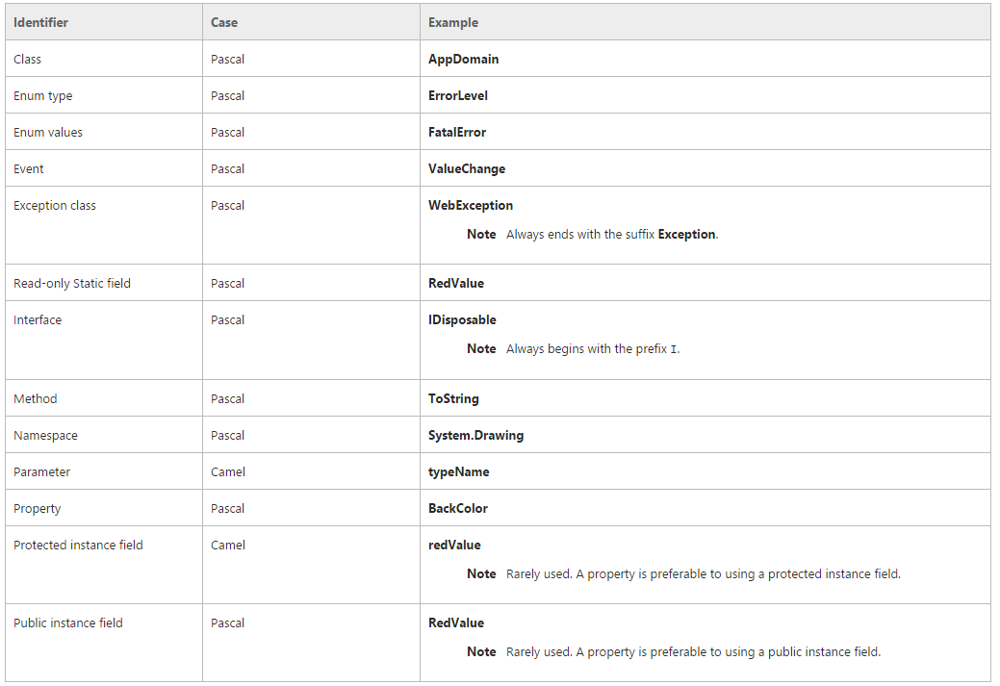 Identifier Case Example
Class Pascal AppDomain
Enum type Pascal ErrorLevel
Enum values Pascal FatalError
Event Pascal ValueChange
Exception class Pascal WebException
Note Always ends with the suffix Exception.
Read-only Static field Pascal RedValue
Interface Pascal IDisposable
Note Always begins with the prefix I.
Method Pascal ToString
Namespace Pascal System.Drawing
Parameter Camel typeName
Property Pascal BackColor
Protected instance field Camel redValue
Note Rarely used. A property is preferable to using a protected instance field.
Public instance field Pascal RedValue
Note Rarely used. A property is preferable to using a public instance field.